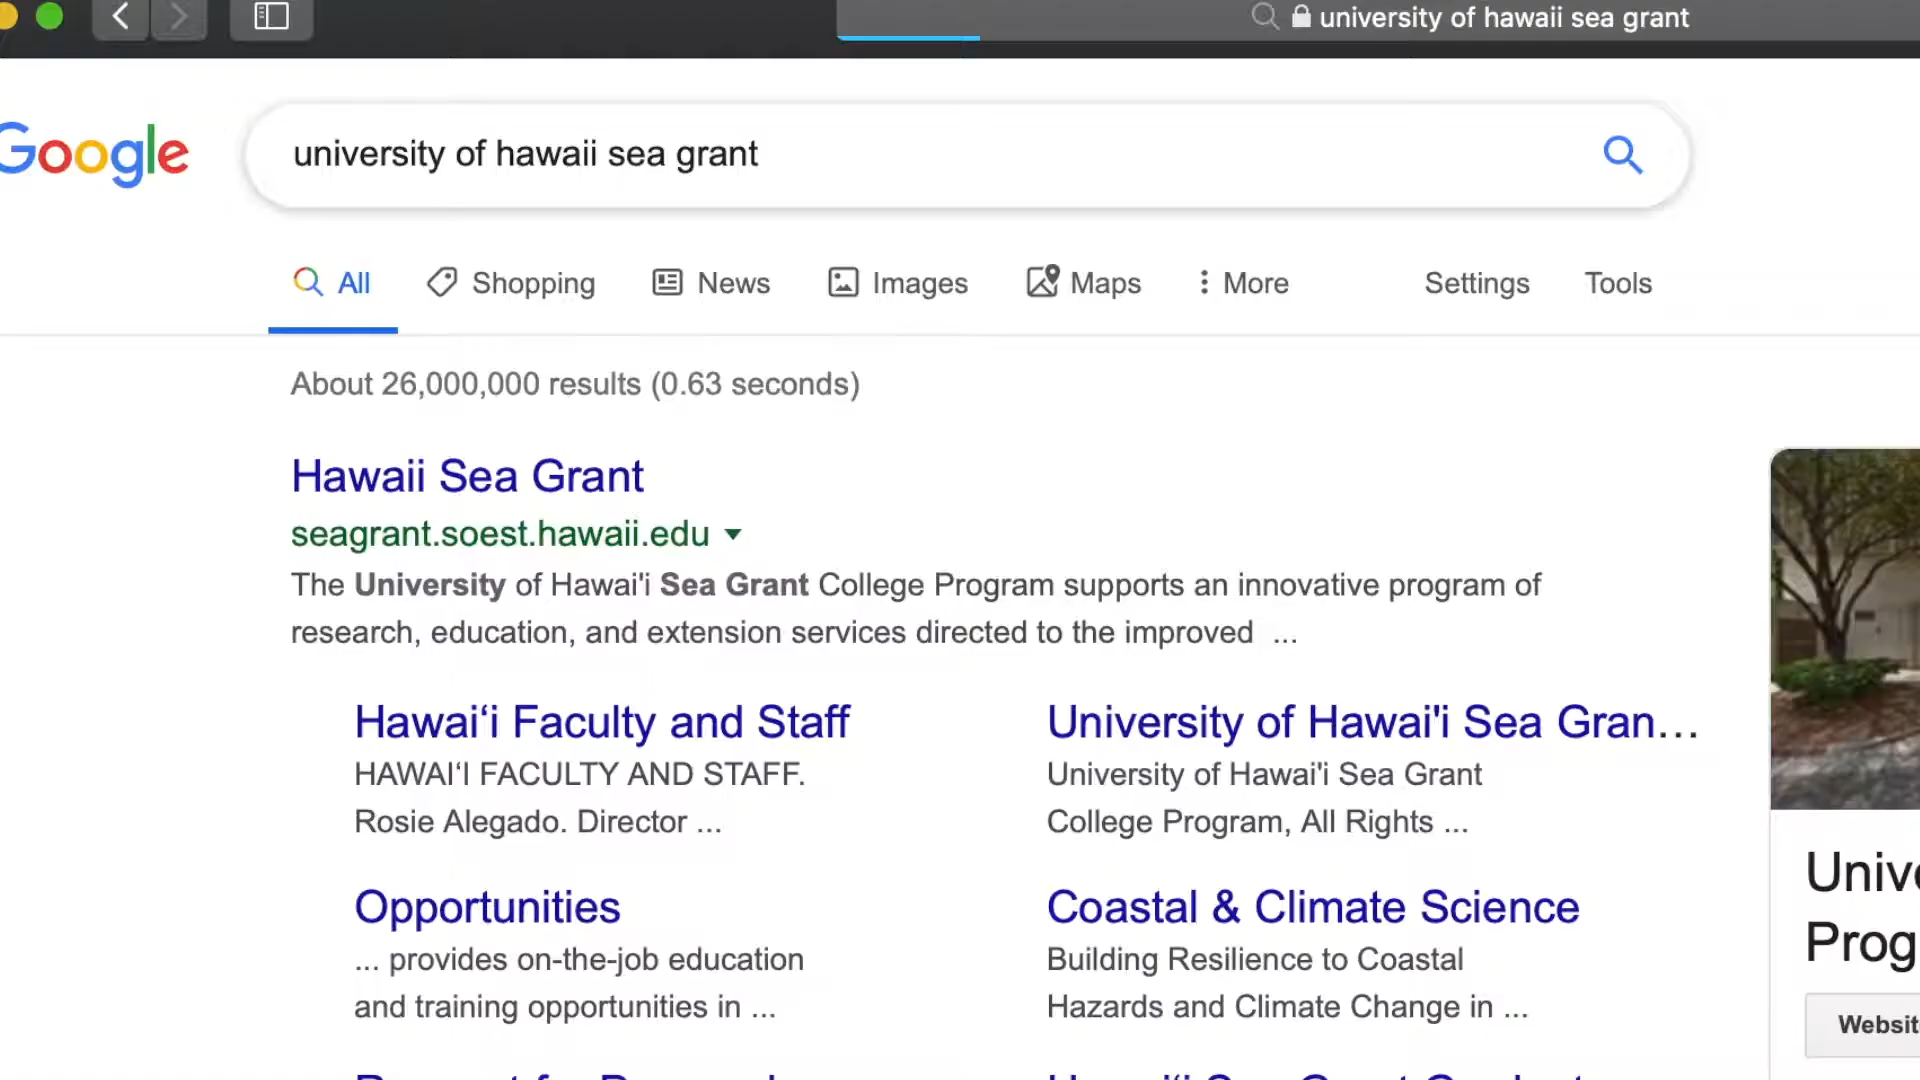 university of hawaii sea grant
Google
university of hawaii sea grant
All Shopping News Images Maps More Settings Tools
About 26,000,000 results (0.63 seconds)
Hawaii Sea Grant
seagrant.soest.hawaii.edu
The University of Hawai'i Sea Grant College Program supports an innovative program of
research, education, and extension services directed to the improved ...
Hawaiʻi Faculty and Staff
HAWAIʻI FACULTY AND STAFF.
Rosie Alegado. Director ...
University of Hawai'i Sea Gran...
University of Hawai'i Sea Grant
College Program, All Rights ...
Opportunities
... provides on-the-job education
and training opportunities in ...
Coastal & Climate Science
Building Resilience to Coastal
Hazards and Climate Change in ...